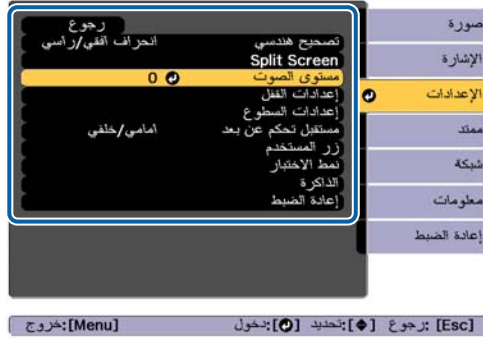 صورة
الإشارة
الإعدادات
ممتد
شبكة
معلومات
إعادة الضبط
رجوع
تصحيح هندسي انحراف أفقي/رأسي
Split Screen
مستوى الصوت 0
إعدادات القفل
إعدادات السطوع
مستقبل تحكم عن بعد أمامي/خلفي
زر المستخدم
نمط الاختبار
الذاكرة
إعادة الضبط
[Esc] :رجوع [♦]:تحديد [↵]:دخول [Menu]:خروج